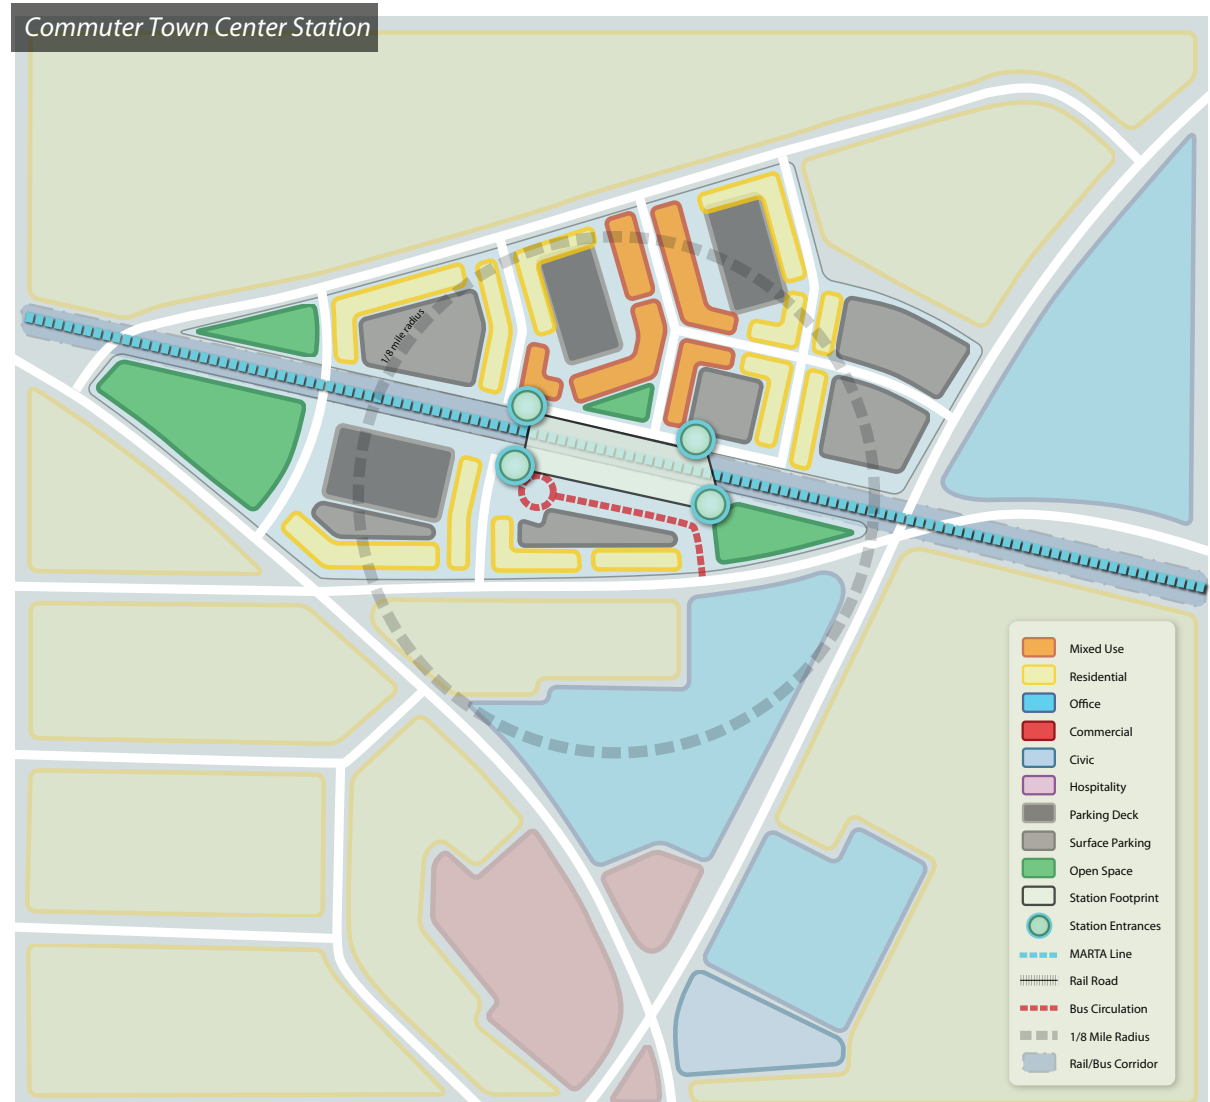 Commuter Town Center Station
1/8 mile radius
Mixed Use
Residential
Office
Commercial
Civic
Hospitality
Parking Deck
Surface Parking
Open Space
Station Footprint
Station Entrances
MARTA Line
Rail Road
Bus Circulation
1/8 Mile Radius
Rail/Bus Corridor